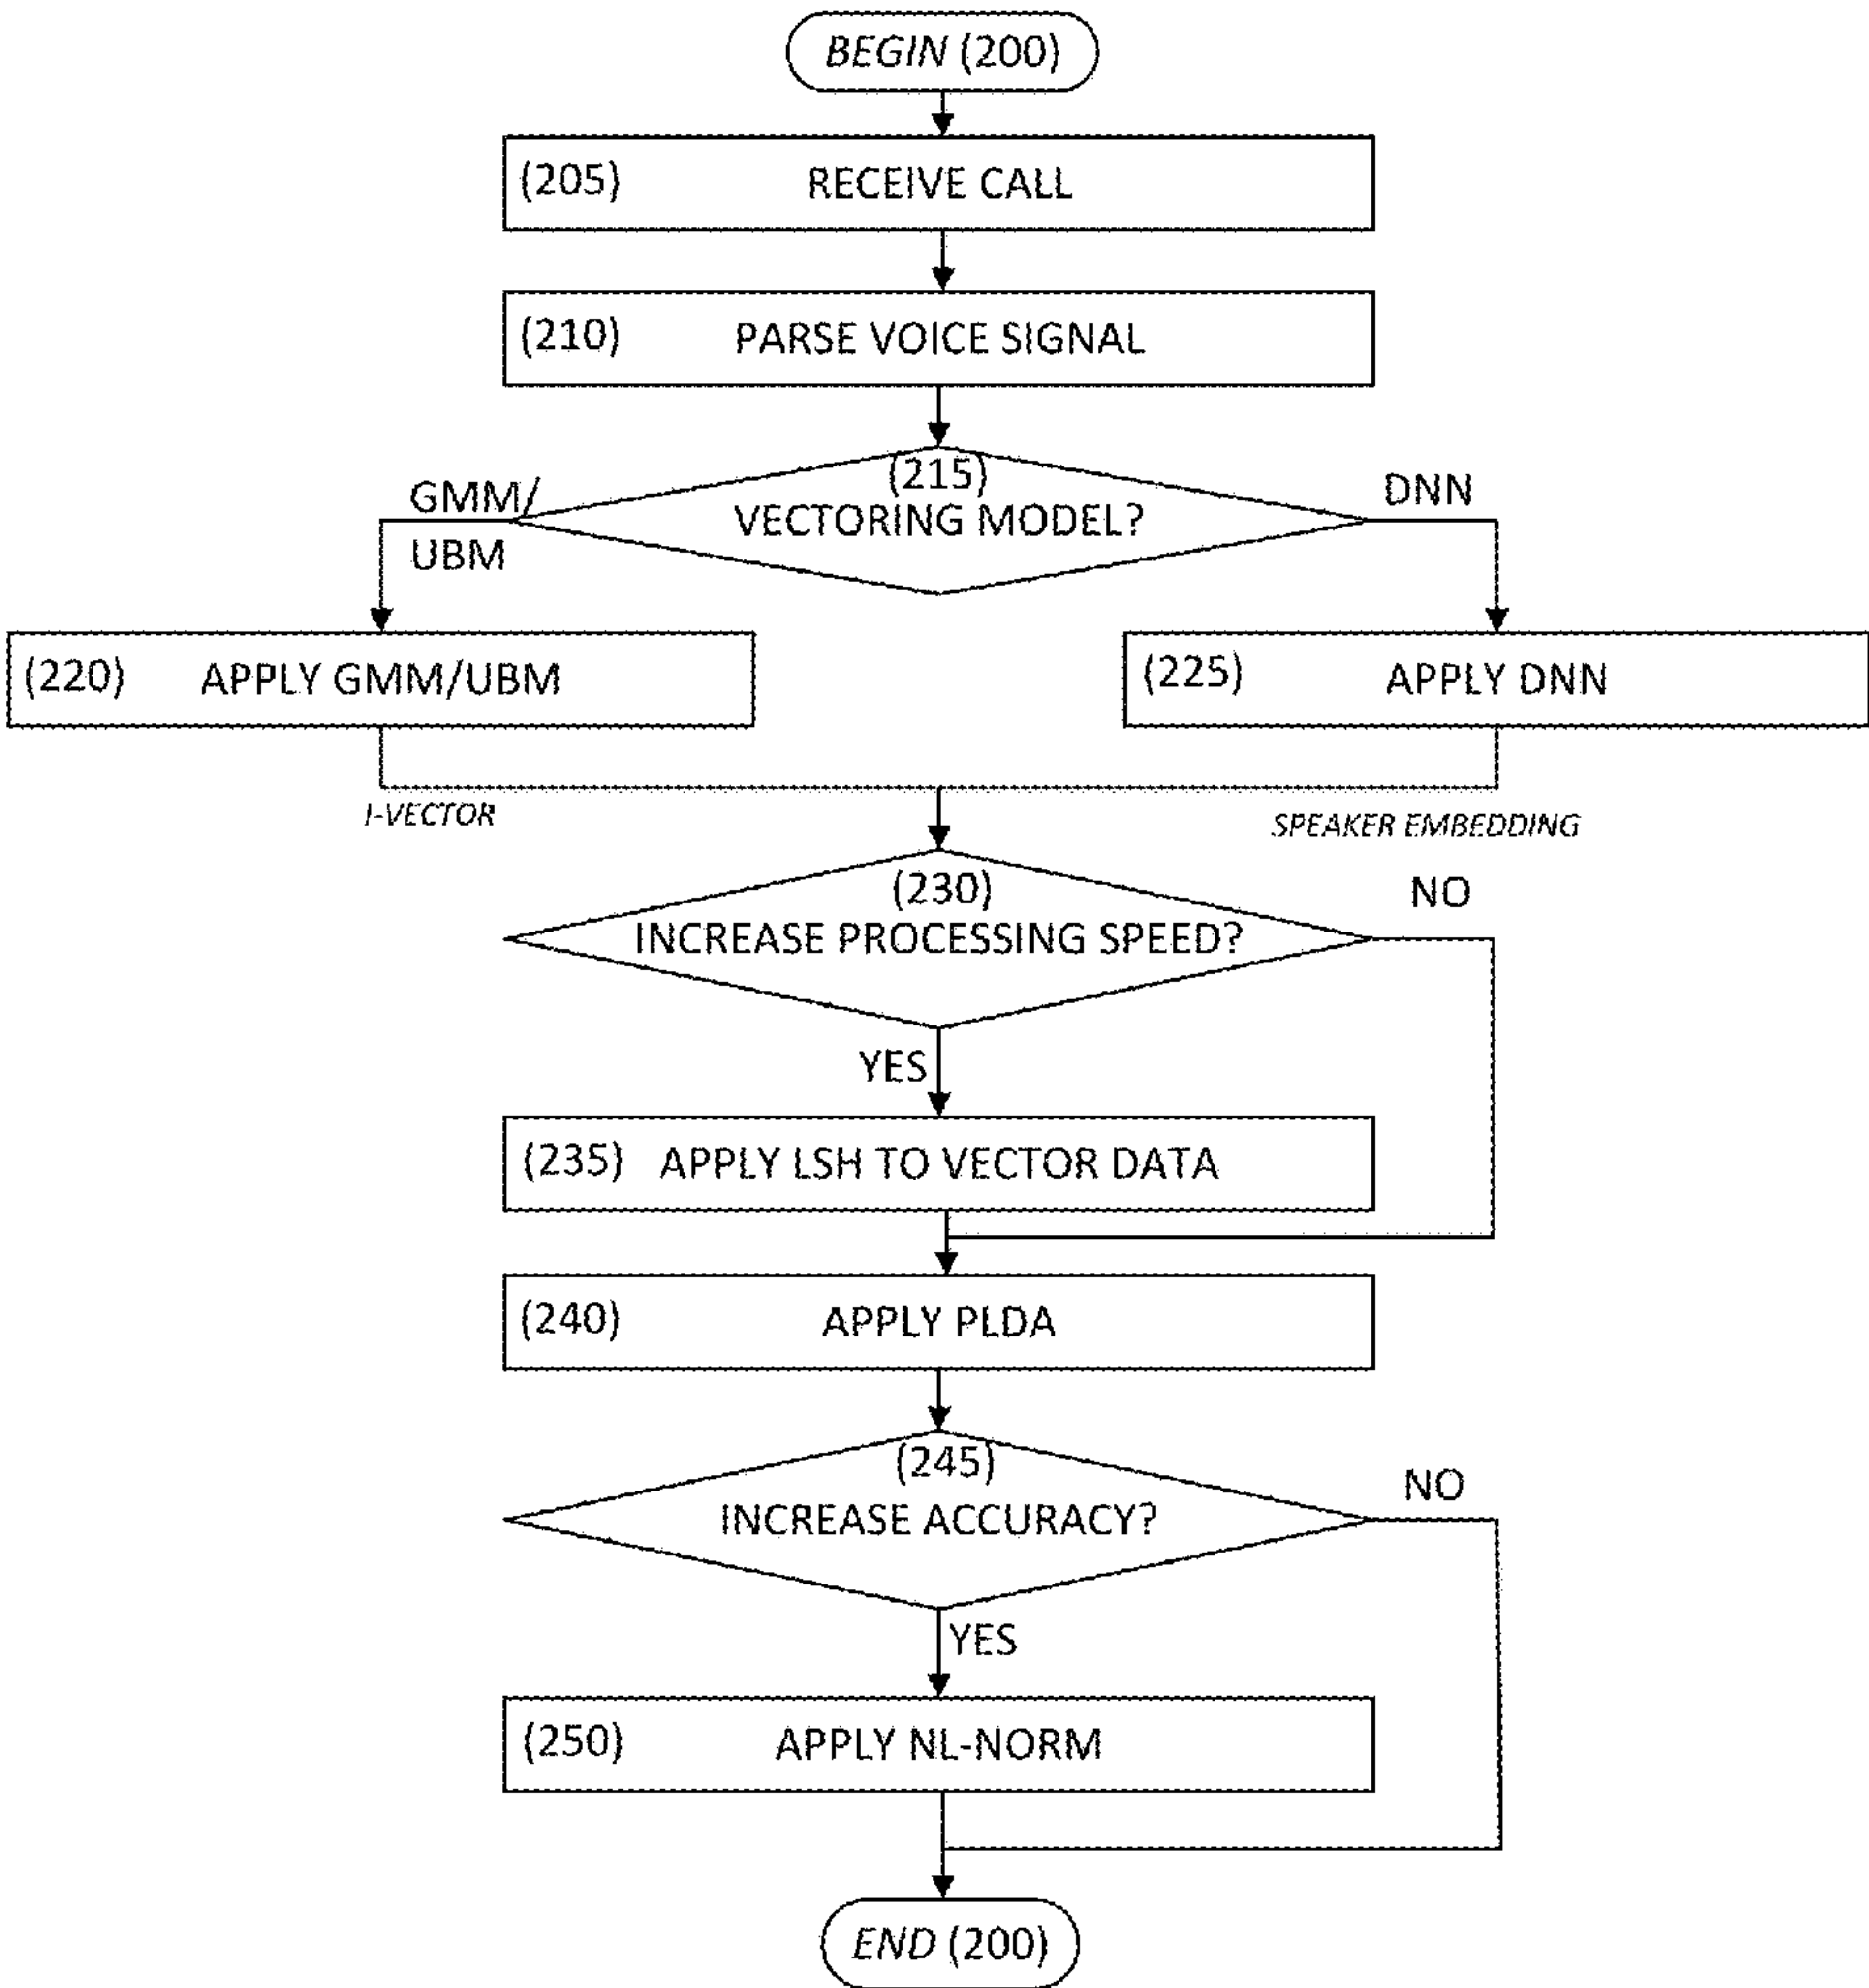 BEGIN (200)
(205) RECEIVE CALL
(210) PARSE VOICE SIGNAL
(215)
VECTORING MODEL?
GMM/
UBM
DNN
(220) APPLY GMM/UBM
(225) APPLY DNN
I-VECTOR
SPEAKER EMBEDDING
(230)
INCREASE PROCESSING SPEED?
NO
YES
(235) APPLY LSH TO VECTOR DATA
(240) APPLY PLDA
(245)
INCREASE ACCURACY?
NO
YES
(250) APPLY NL-NORM
END (200)